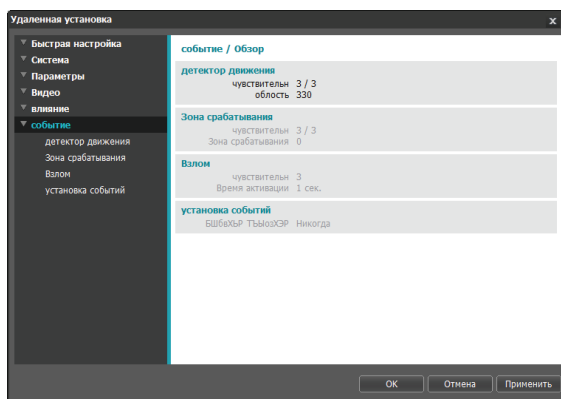 Удаленная установка x
Быстрая настройка
Система
Параметры
Видео
влияние
событие
детектор движения
Зона срабатывания
Взлом
установка событий
событие / Обзор
детектор движения
чувствительн 3 / 3
облость 330
Зона срабатывания
чувствительн 3 / 3
Зона срабатывания 0
Взлом
чувствительн 3
Время активации 1 сек.
установка событий
Никогда
OK Отмена Применить